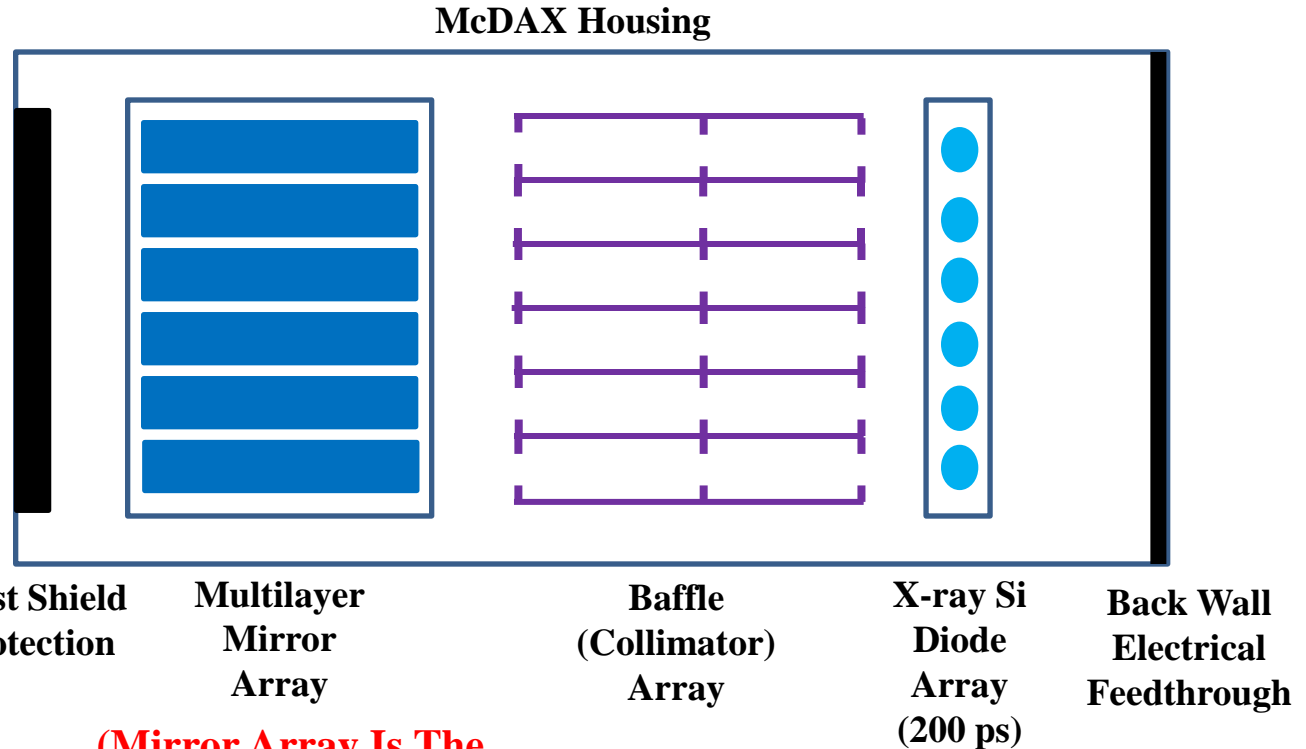 McDAX Housing
st Shield
otection
Multilayer
Mirror
Array
Baffle
(Collimator)
Array
X-ray Si
Diode
Array
(200 ps)
Back Wall
Electrical
Feedthrough
(Mirror Array Is The